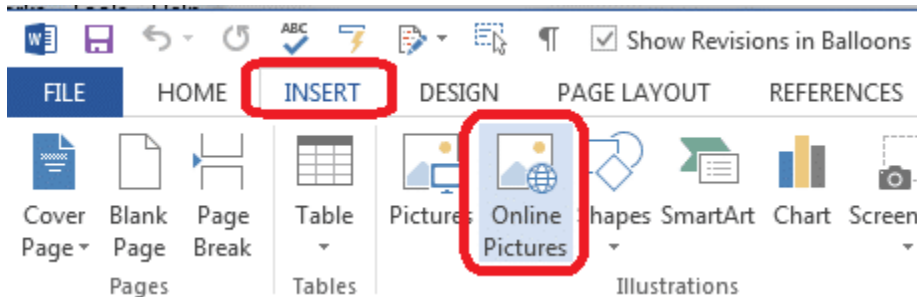 ABC
Show Revisions in Balloons
FILE HOME INSERT DESIGN PAGE LAYOUT REFERENCES
Cover Blank Page Table Pictures Online Shapes SmartArt Chart Screen
Page Page Break Pictures
Pages Tables Illustrations